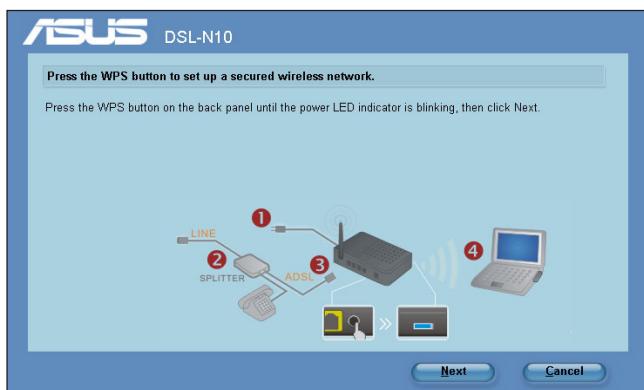 ASUS DSL-N10
Press the WPS button to set up a secured wireless network.
Press the WPS button on the back panel until the power LED indicator is blinking, then click Next.
1
LINE
2
3
4
SPLITTER
ADSL
Next
Cancel